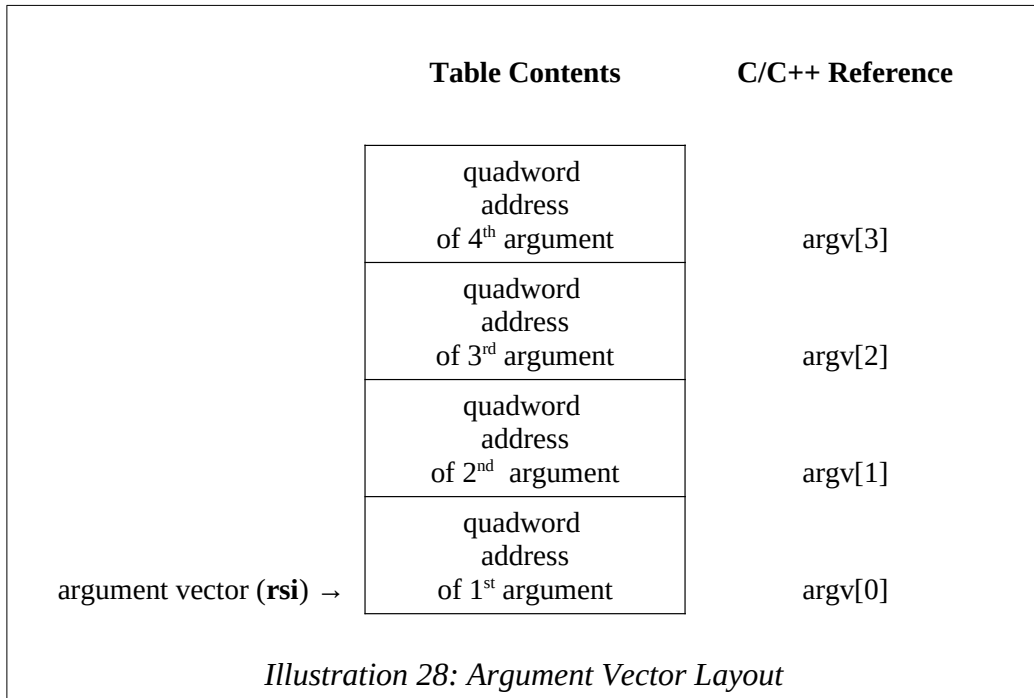 Table Contents C/C++ Reference
quadword
address
of 4th argument argv[3]
quadword
address
of 3rd argument argv[2]
quadword
address
of 2nd argument argv[1]
quadword
address
argument vector (rsi) → of 1st argument argv[0]
Illustration 28: Argument Vector Layout